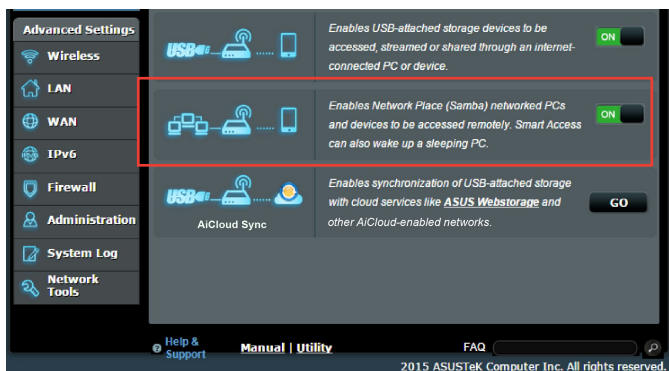 Advanced Settings
Wireless
LAN
WAN
IPv6
Firewall
Administration
System Log
Network
Tools
USB
Enables USB-attached storage devices to be
accessed, streamed or shared through an internet-
connected PC or device.
ON
Enables Network Place (Samba) networked PCs
and devices to be accessed remotely. Smart Access
can also wake up a sleeping PC.
ON
USB
AiCloud Sync
Enables synchronization of USB-attached storage
with cloud services like ASUS Webstorage and
other AiCloud-enabled networks.
GO
Help &
Support
Manual | Utility
FAQ
2015 ASUSTeK Computer Inc. All rights reserved.